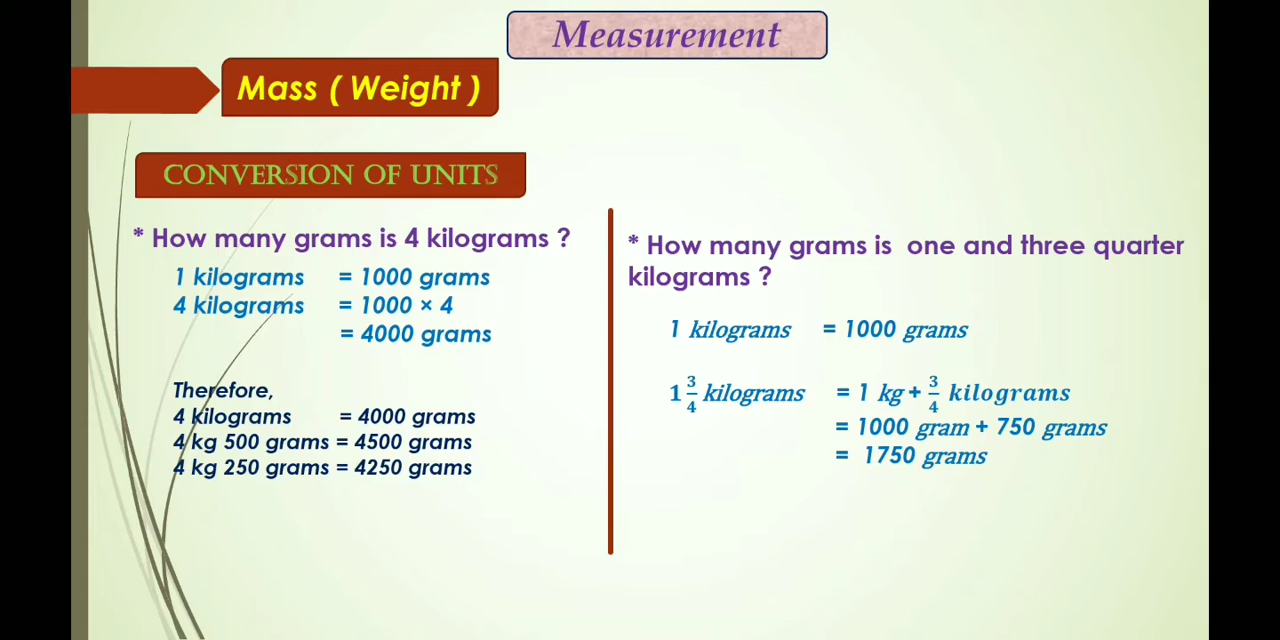 Measurement
Mass ( Weight )
CONVERSION OF UNITS
* How many grams is 4 kilograms ?
1 kilograms = 1000 grams
4 kilograms = 1000 × 4
= 4000 grams
Therefore,
4 kilograms = 4000 grams
4 kg 500 grams = 4500 grams
4 kg 250 grams = 4250 grams
* How many grams is one and three quarter
kilograms ?
1 kilograms = 1000 grams
1 3/4 kilograms = 1 kg + 3/4 kilograms
= 1000 gram + 750 grams
= 1750 grams